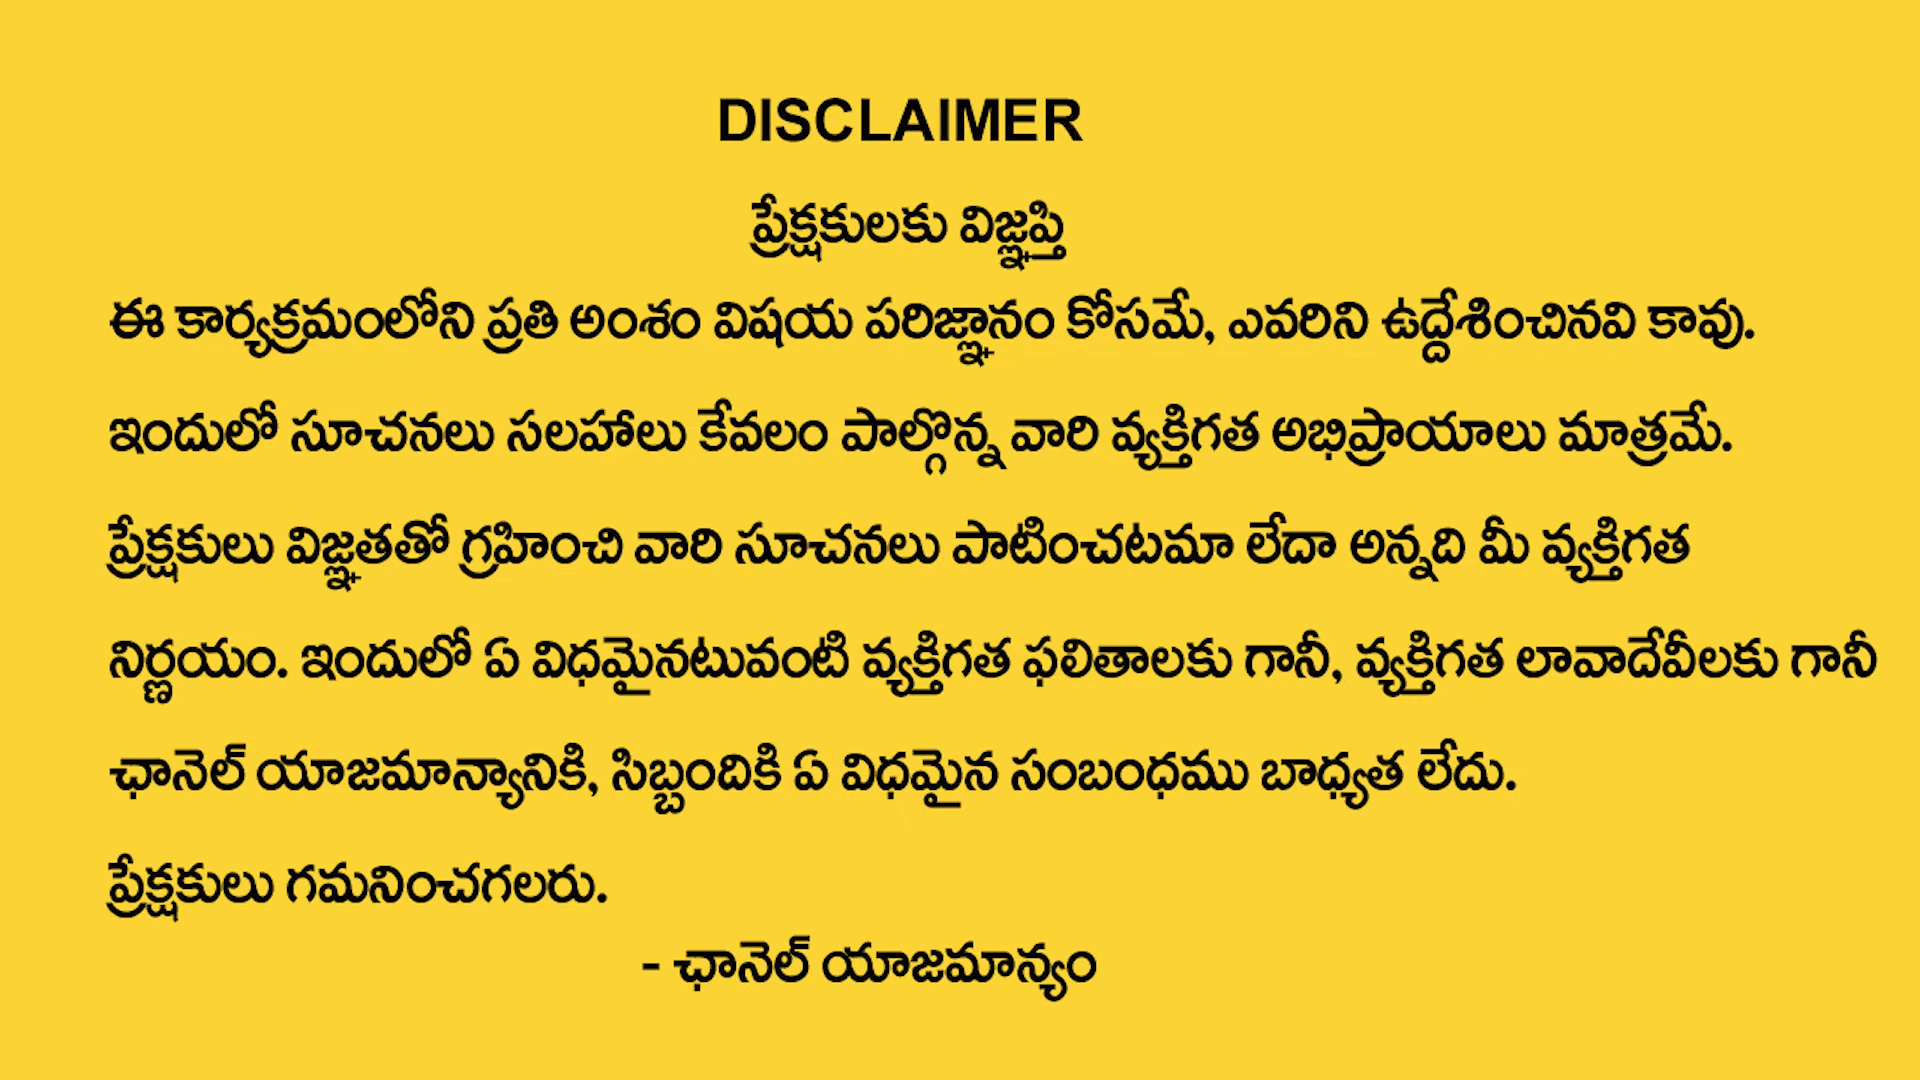 DISCLAIMER
ప్రేక్షకులకు విజ్ఞప్తి
ఈ కార్యక్రమంలోని ప్రతి అంశం విషయ పరిజ్ఞానం కోసమే, ఎవరిని ఉద్దేశించినవి కావు.
ఇందులో సూచనలు సలహాలు కేవలం పాల్గొన్న వారి వ్యక్తిగత అభిప్రాయాలు మాత్రమే.
ప్రేక్షకులు విజ్ఞతతో గ్రహించి వారి సూచనలు పాటించటమా లేదా అన్నది మీ వ్యక్తిగత
నిర్ణయం. ఇందులో ఏ విధమైనటువంటి వ్యక్తిగత ఫలితాలకు గానీ, వ్యక్తిగత లావాదేవీలకు గానీ
ఛానెల్ యాజమాన్యానికి, సిబ్బందికి ఏ విధమైన సంబంధము బాధ్యత లేదు.
ప్రేక్షకులు గమనించగలరు.
- ఛానెల్ యాజమాన్యం